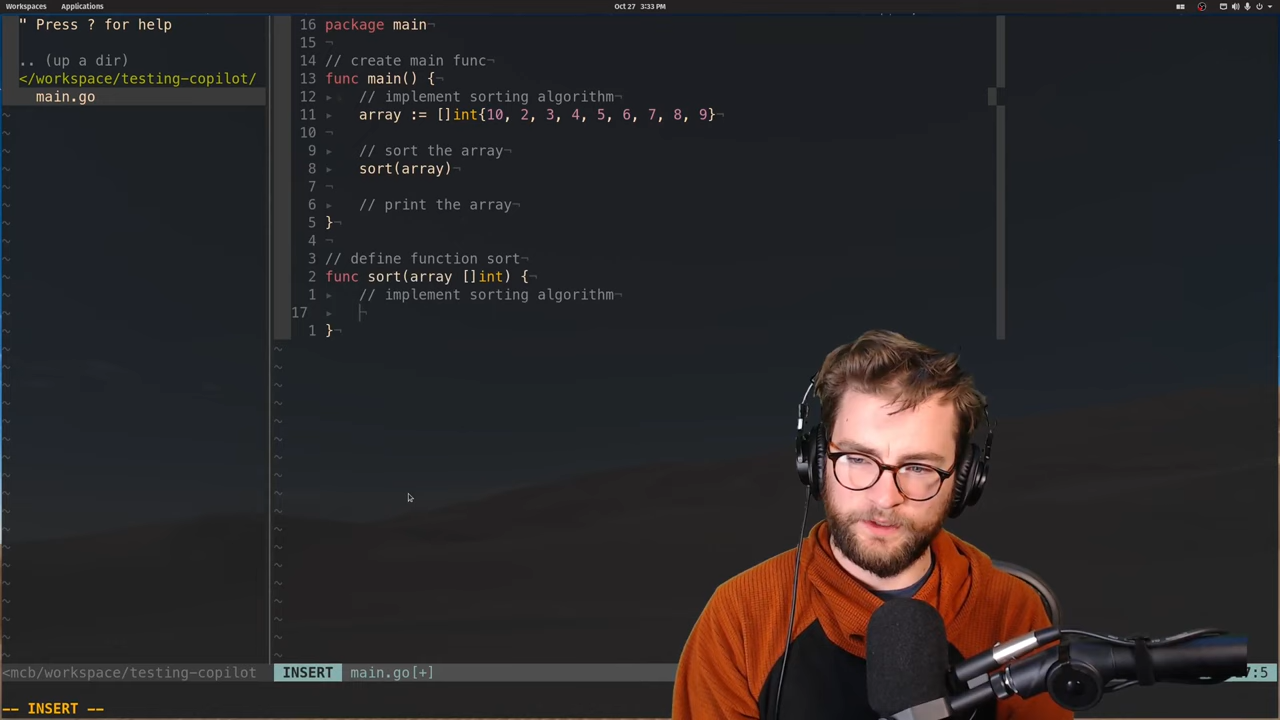 Workspaces Applications Oct 27 3:33 PM
" Press ? for help
.. (up a dir)
</workspace/testing-copilot/
main.go
16 package main
15
14 // create main func
13 func main() {
12 // implement sorting algorithm
11 array := []int{10, 2, 3, 4, 5, 6, 7, 8, 9}
10
9 // sort the array
8 sort(array)
7
6 // print the array
5 }
4
3 // define function sort
2 func sort(array []int) {
1 // implement sorting algorithm
17
1 }
<mcb/workspace/testing-copilot INSERT main.go[+] 7:5
-- INSERT --